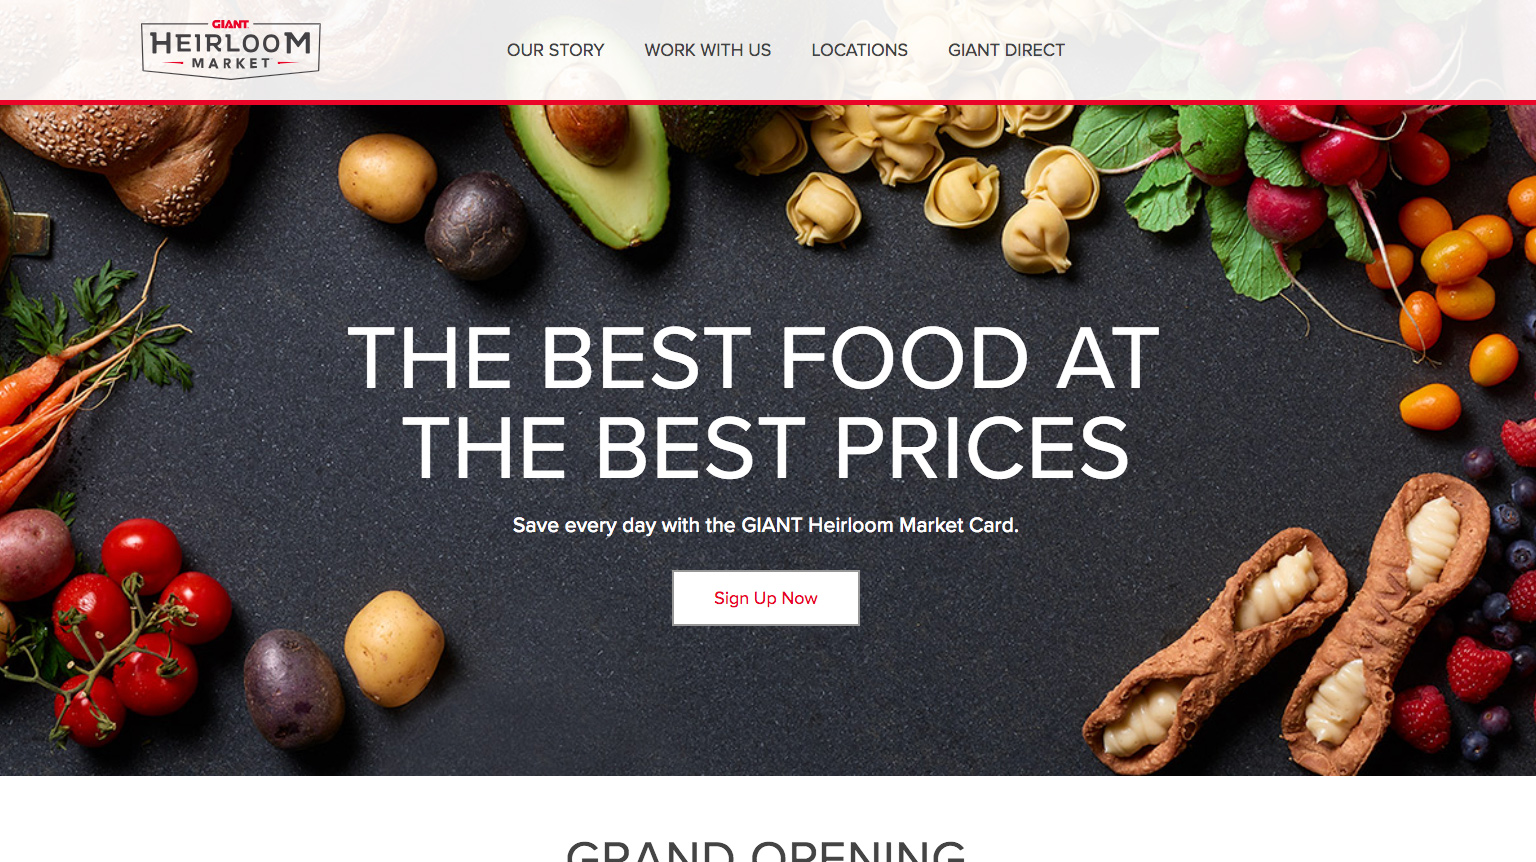 GIANT
HEIRLOOM
MARKET
OUR STORY
WORK WITH US
LOCATIONS
GIANT DIRECT
THE BEST FOOD AT
THE BEST PRICES
Save every day with the GIANT Heirloom Market Card.
Sign Up Now
GRAND OPENING